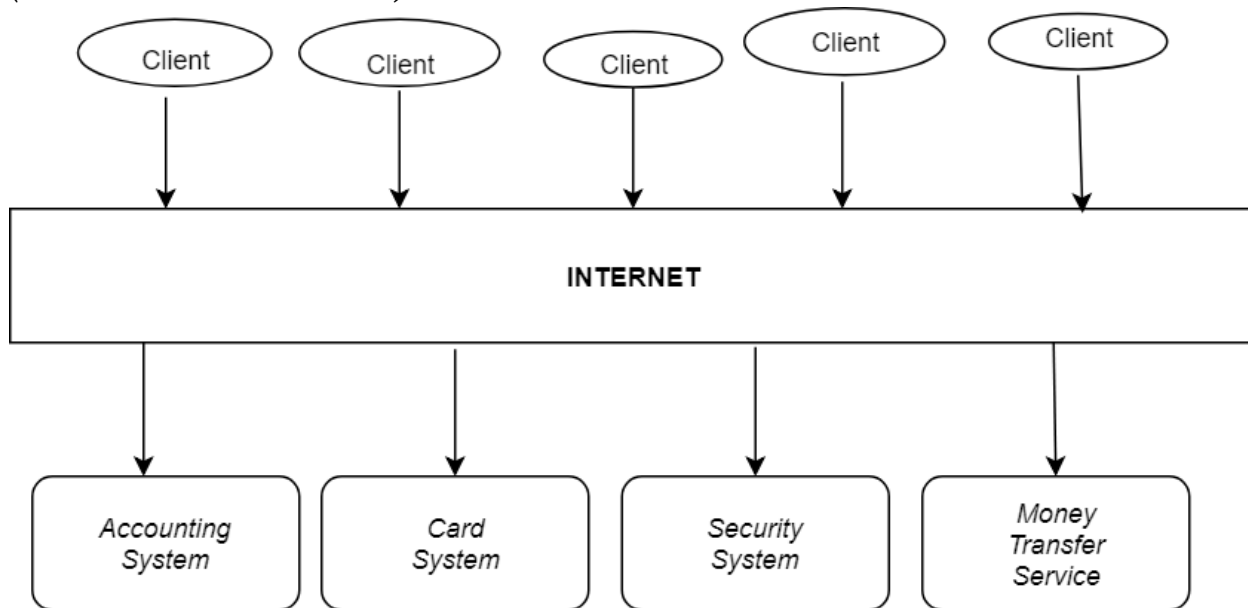 Client
Client
Client
Client
Client
INTERNET
Accounting
System
Card
System
Security
System
Money
Transfer
Service